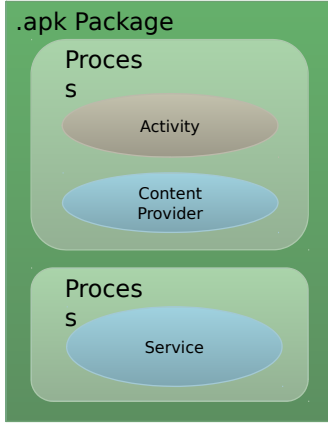 .apk Package
Proces
s
Activity
Content
Provider
Proces
s
Service